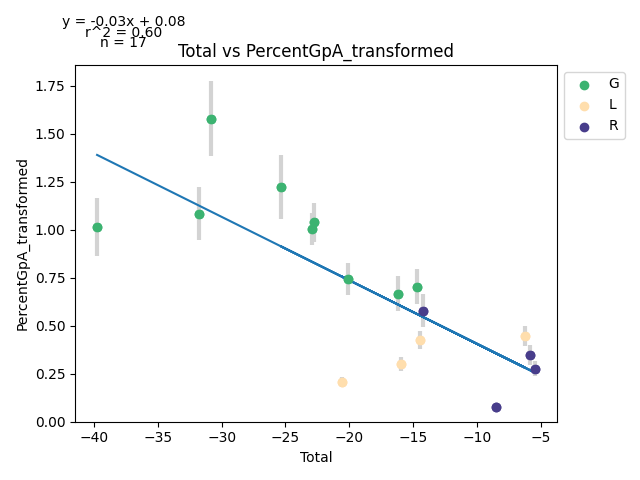 y = -0.03x + 0.08
r^2 = 0.60
n = 17
Total vs PercentGpA_transformed
G
L
R
PercentGpA_transformed
1.75
1.50
1.25
1.00
0.75
0.50
0.25
0.00
−40 −35 −30 −25 −20 −15 −10 −5
Total